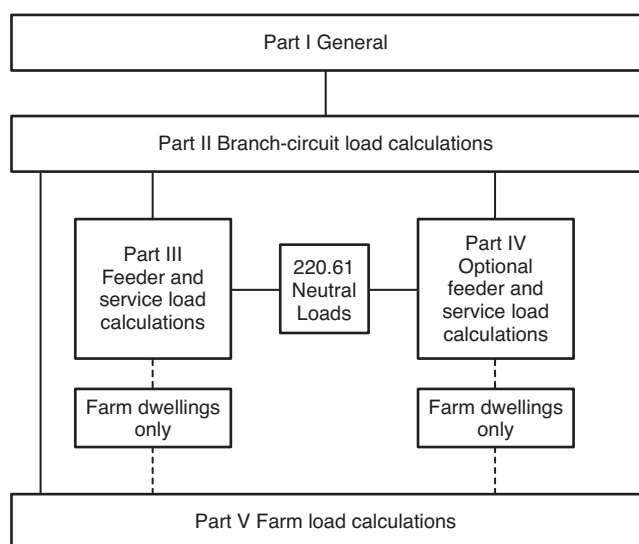 Part I General
Part II Branch-circuit load calculations
Part III
Feeder and
service load
calculations
220.61
Neutral
Loads
Part IV
Optional
feeder and
service load
calculations
Farm dwellings
only
Farm dwellings
only
Part V Farm load calculations